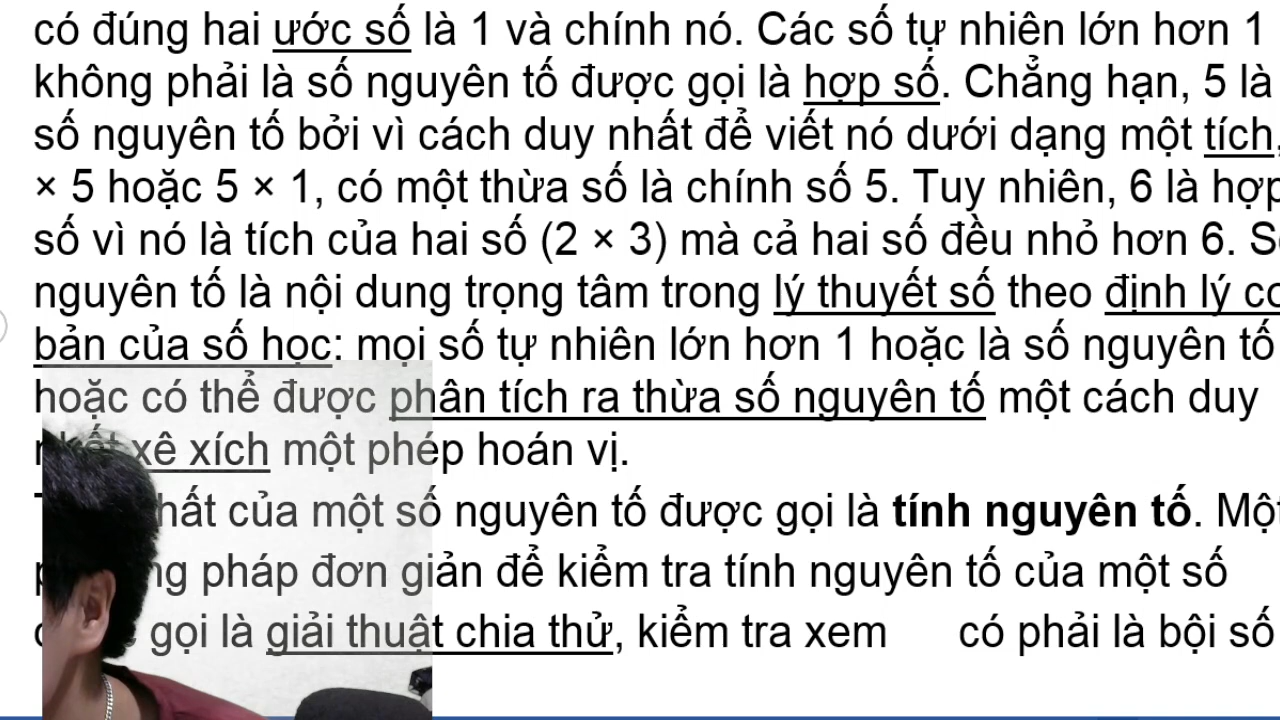 có đúng hai ước số là 1 và chính nó. Các số tự nhiên lớn hơn 1
không phải là số nguyên tố được gọi là hợp số. Chẳng hạn, 5 là
số nguyên tố bởi vì cách duy nhất để viết nó dưới dạng một tích,
× 5 hoặc 5 × 1, có một thừa số là chính số 5. Tuy nhiên, 6 là hợp
số vì nó là tích của hai số (2 × 3) mà cả hai số đều nhỏ hơn 6.
nguyên tố là nội dung trọng tâm trong lý thuyết số theo định lý
bản của số học: mọi số tự nhiên lớn hơn 1 hoặc là số nguyên tố
hoặc có thể được phân tích ra thừa số nguyên tố một cách duy
nhất xê xích một phép hoán vị.
của một số nguyên tố được gọi là tính nguyên tố. Một
pháp đơn giản để kiểm tra tính nguyên tố của một số
gọi là giải thuật chia thử, kiểm tra xem có phải là bội số